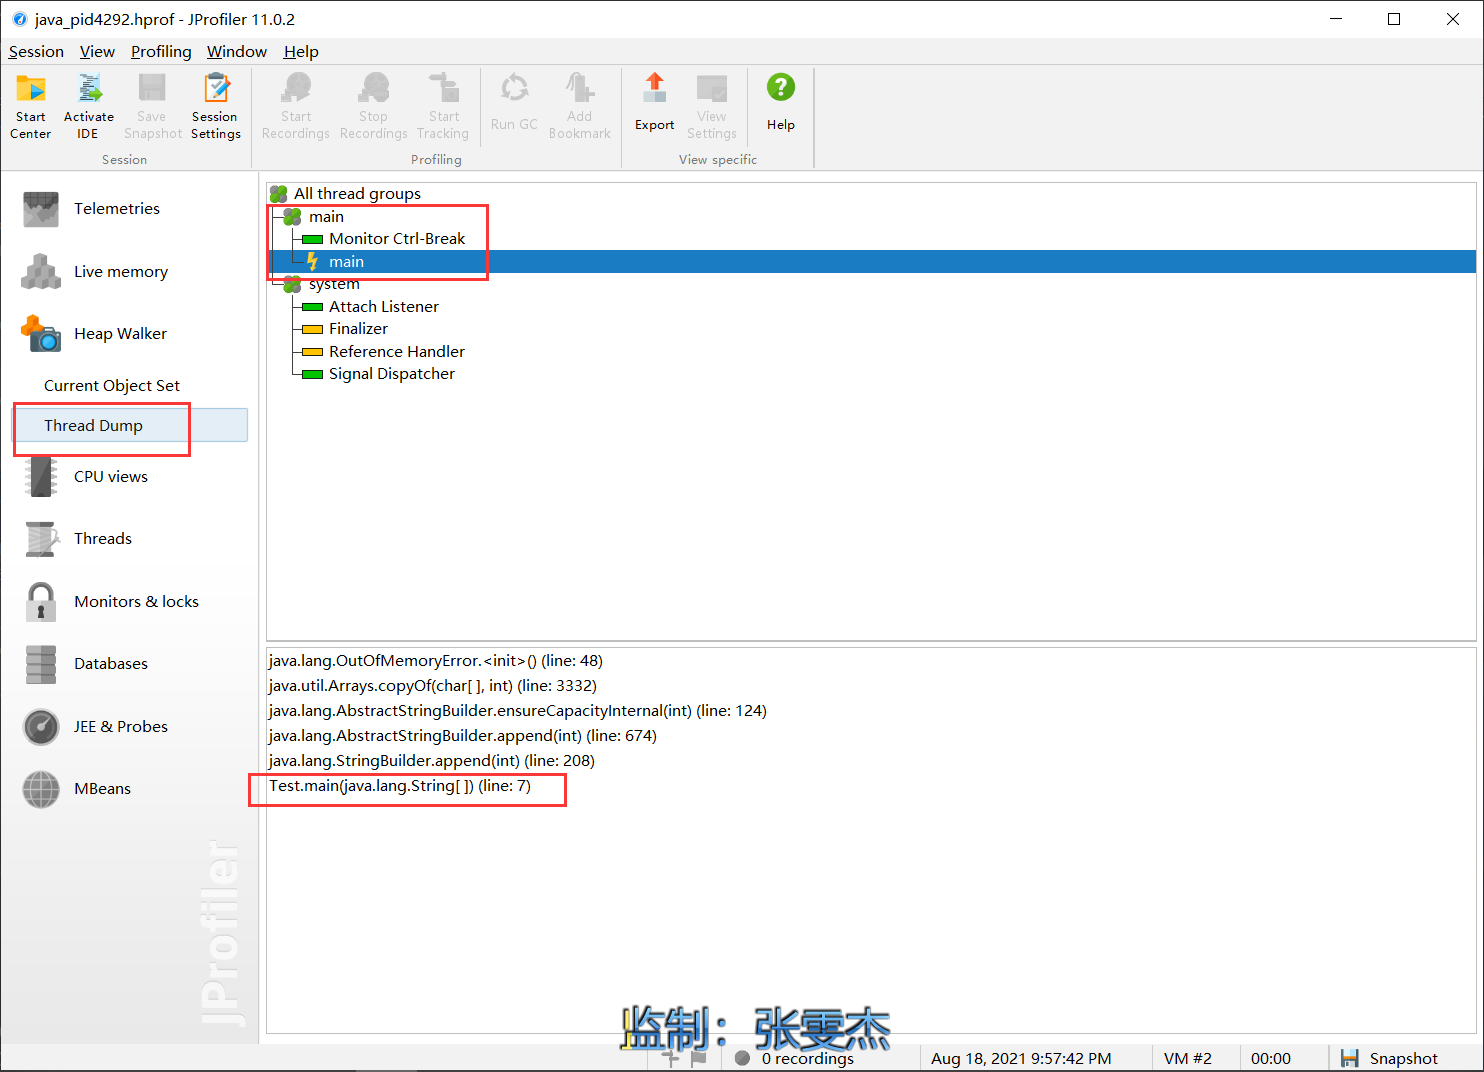 java_pid4292.hprof - JProfiler 11.0.2
Session View Profiling Window Help
Start Center
Activate IDE
Save Snapshot
Session Settings
Start Recordings
Stop Recordings
Start Tracking
Run GC
Add Bookmark
Export
View Settings
Help
Session
Profiling
View specific
Telemetries
Live memory
Heap Walker
Current Object Set
Thread Dump
CPU views
Threads
Monitors & locks
Databases
JEE & Probes
MBeans
JProfiler
All thread groups
main
Monitor Ctrl-Break
main
system
Attach Listener
Finalizer
Reference Handler
Signal Dispatcher
java.lang.OutOfMemoryError.<init>() (line: 48)
java.util.Arrays.copyOf(char[ ], int) (line: 3332)
java.lang.AbstractStringBuilder.ensureCapacityInternal(int) (line: 124)
java.lang.AbstractStringBuilder.append(int) (line: 674)
java.lang.StringBuilder.append(int) (line: 208)
Test.main(java.lang.String[ ]) (line: 7)
监制：张雯杰
0 recordings
Aug 18, 2021 9:57:42 PM
VM #2
00:00
Snapshot